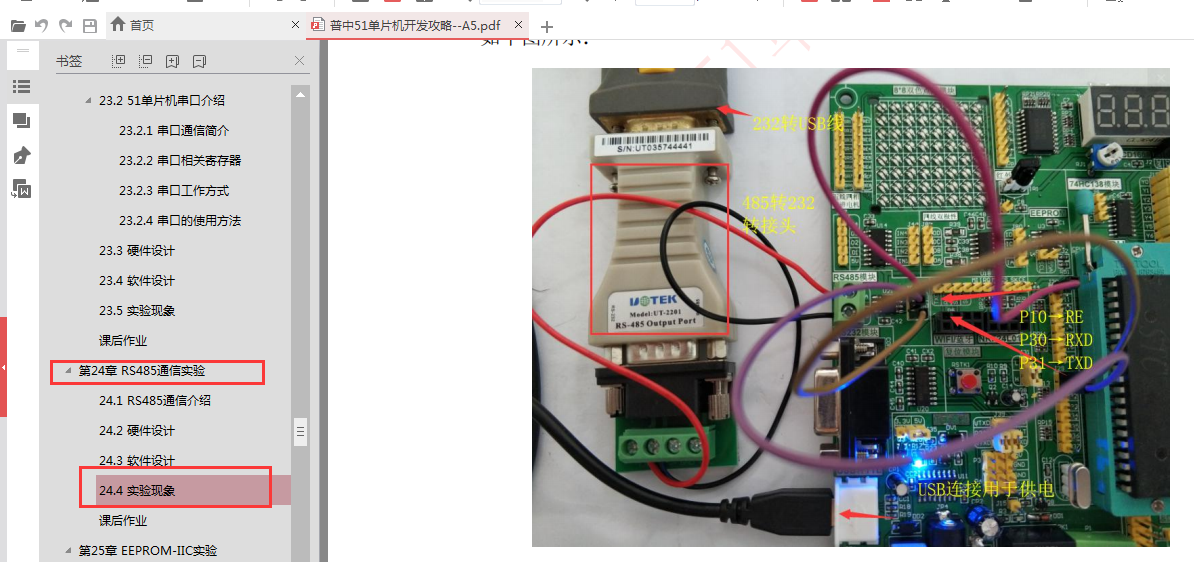 首页
普中51单片机开发攻略--A5.pdf
书签
23.2 51单片机串口介绍
23.2.1 串口通信简介
23.2.2 串口相关寄存器
23.2.3 串口工作方式
23.2.4 串口的使用方法
23.3 硬件设计
23.4 软件设计
23.5 实验现象
课后作业
第24章 RS485通信实验
24.1 RS485通信介绍
24.2 硬件设计
24.3 软件设计
24.4 实验现象
课后作业
第25章 EEPROM-IIC实验
如下图所示:
232转USB线
S/N:UT035744441
485转232
转接头
74HC138模块
EEPROM
RS485模块
UOTEK
Model:UT-2201
RS-485 Output Port
P10→RE
P30→RXD
P31→TXD
USB连接用于供电